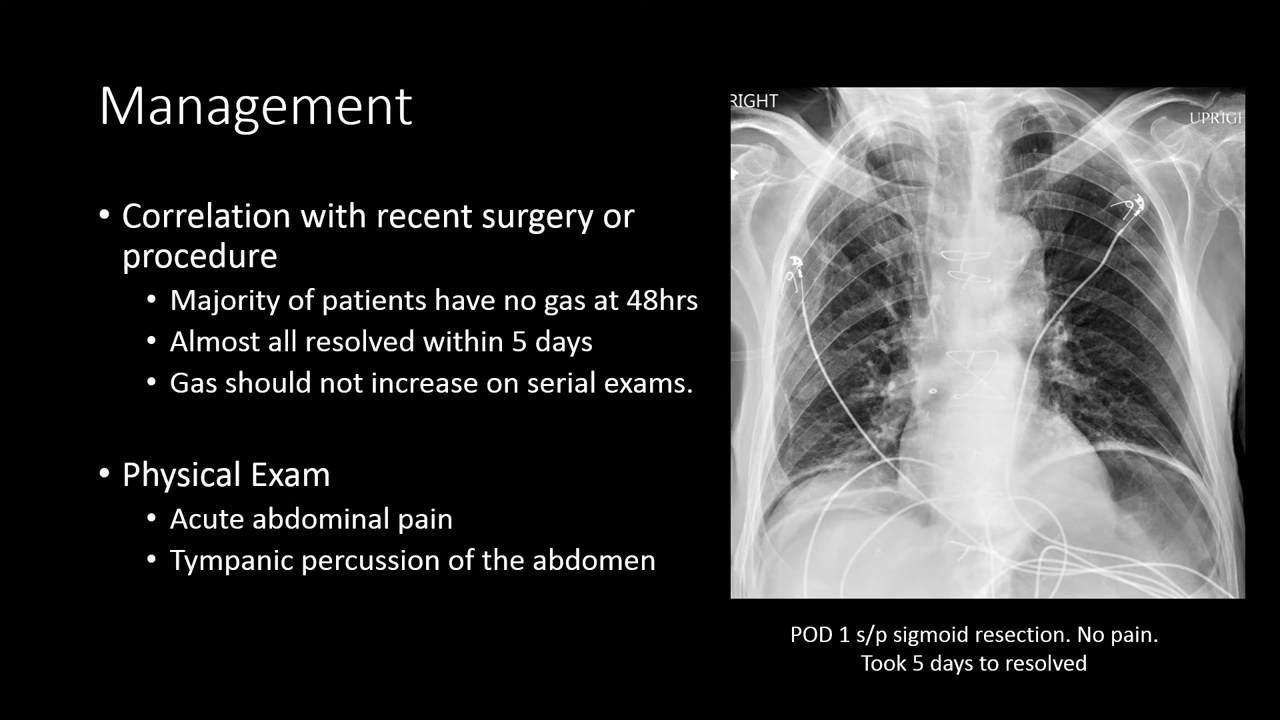 Management
• Correlation with recent surgery or
procedure
• Majority of patients have no gas at 48hrs
• Almost all resolved within 5 days
• Gas should not increase on serial exams.
• Physical Exam
• Acute abdominal pain
• Tympanic percussion of the abdomen
RIGHT
UPRIGH
POD 1 s/p sigmoid resection. No pain.
Took 5 days to resolved